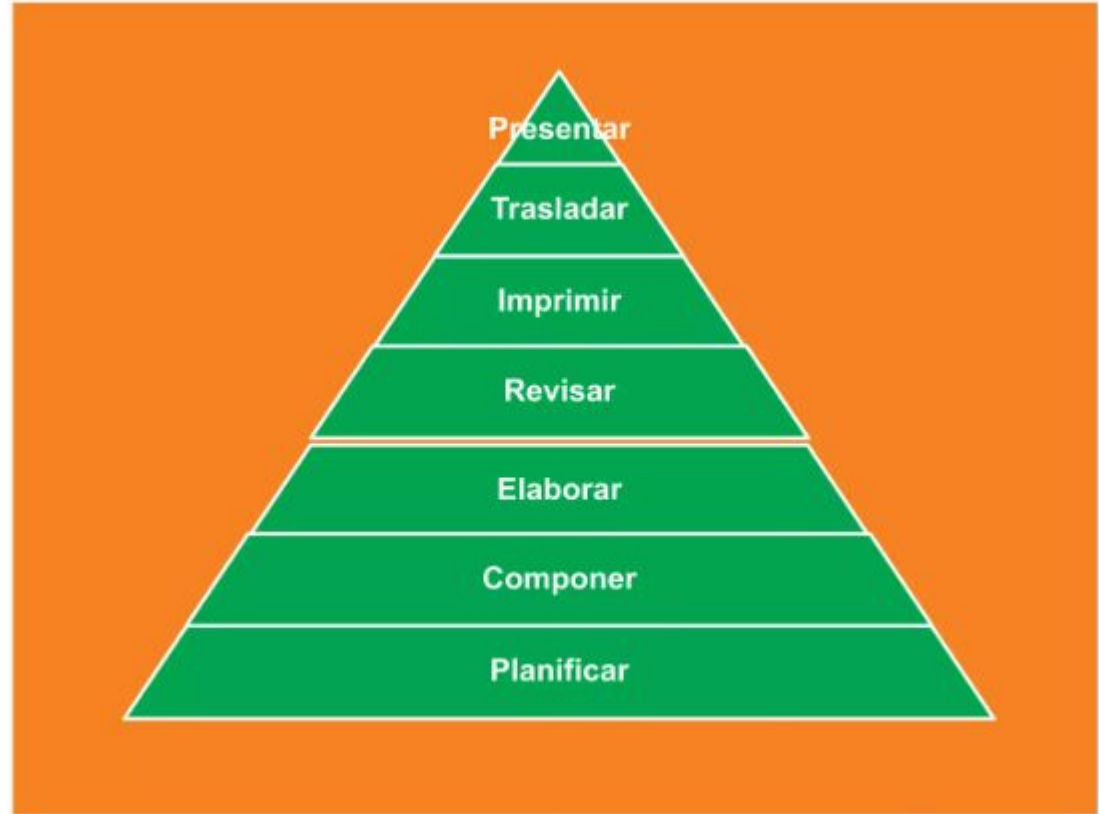 Presentar
Trasladar
Imprimir
Revisar
Elaborar
Componer
Planificar